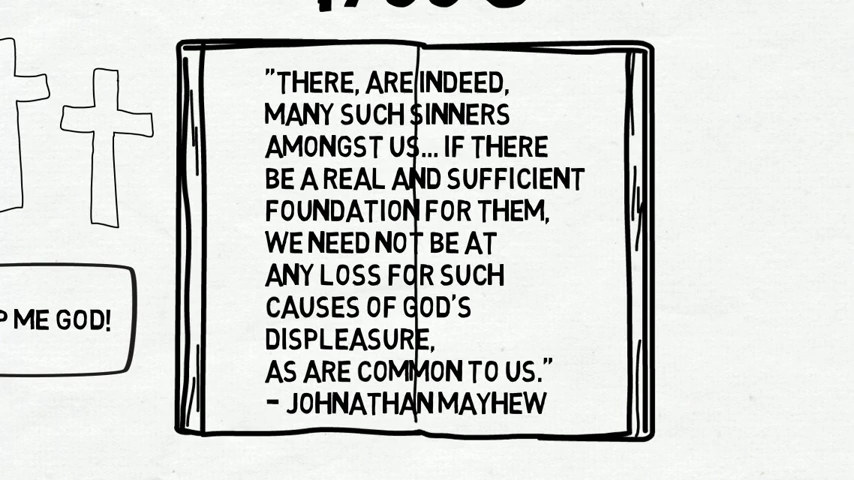 "THERE, ARE INDEED,
MANY SUCH SINNERS
AMONGST US... IF THERE
BE A REAL AND SUFFICIENT
FOUNDATION FOR THEM,
WE NEED NOT BE AT
ANY LOSS FOR SUCH
CAUSES OF GOD'S
DISPLEASURE,
AS ARE COMMON TO US."
- JOHNATHAN MAYHEW
ME GOD!